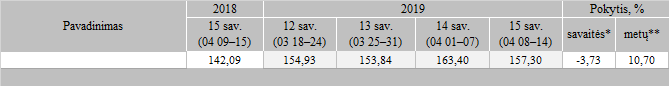 Pavadinimas 2018 2019 Pokytis, %
15 sav. (04 09–15) 12 sav. (03 18–24) 13 sav. (03 25–31) 14 sav. (04 01–07) 15 sav. (04 08–14) savaitės* metų**
142,09 154,93 153,84 163,40 157,30 -3,73 10,70